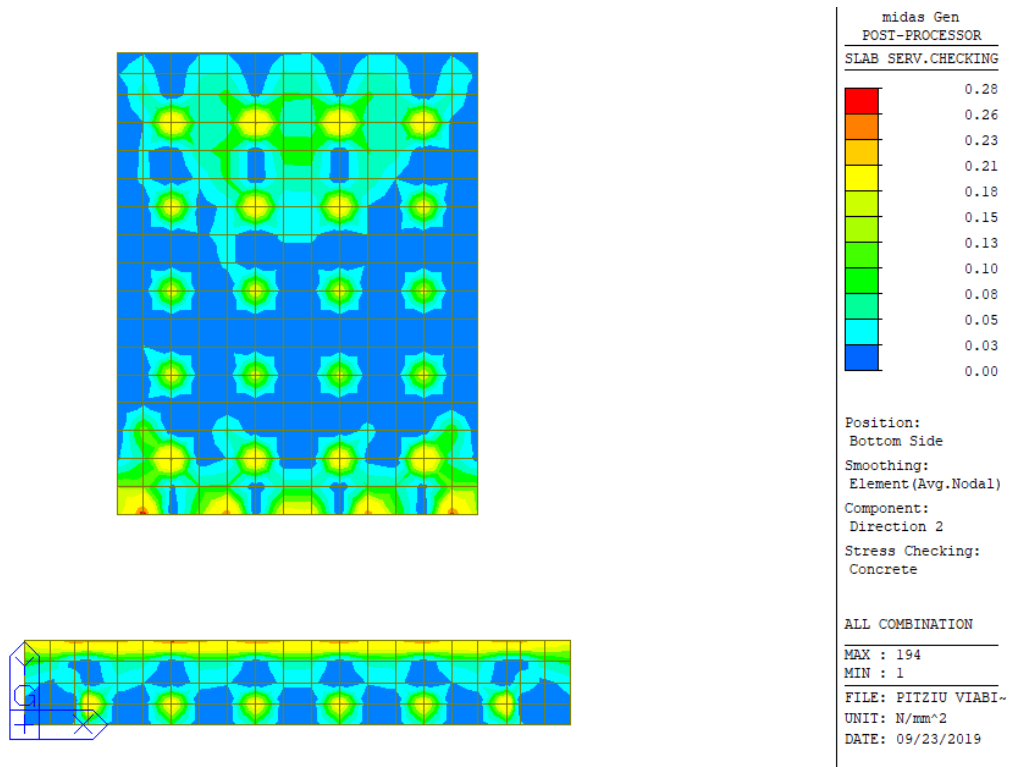 midas Gen
POST-PROCESSOR
SLAB SERV.CHECKING
0.28
0.26
0.23
0.21
0.18
0.15
0.13
0.10
0.08
0.05
0.03
0.00
Position:
Bottom Side
Smoothing:
Element(Avg.Nodal)
Component:
Direction 2
Stress Checking:
Concrete
ALL COMBINATION
MAX : 194
MIN : 1
FILE: PITZIU VIABI~
UNIT: N/mm^2
DATE: 09/23/2019
Y
G
X